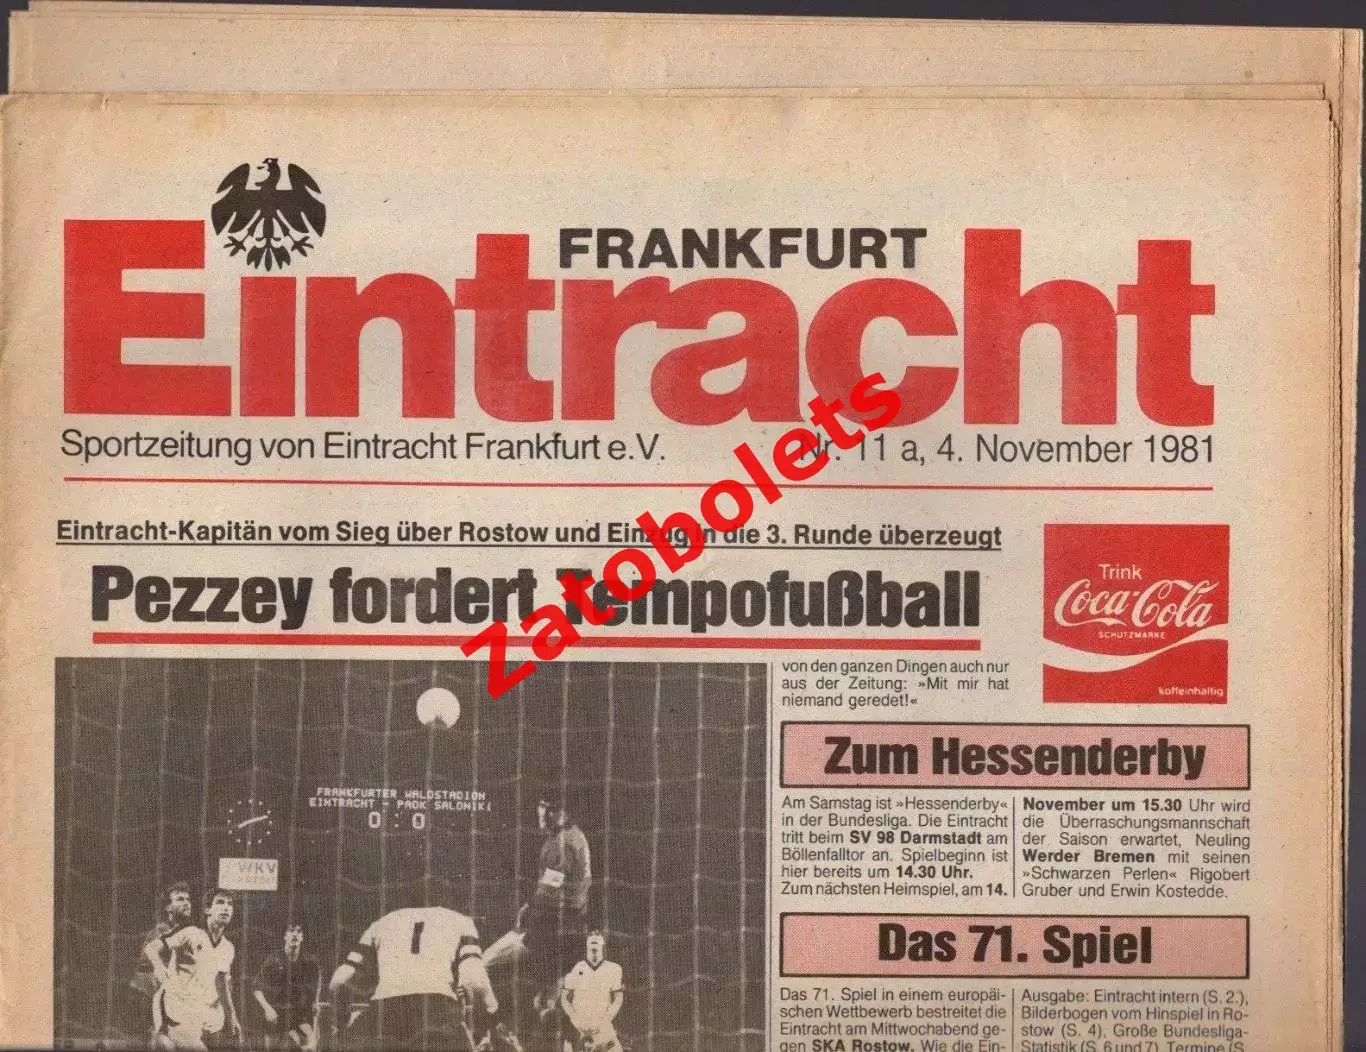 FRANKFURT
Eintracht
Sportzeitung von Eintracht Frankfurt e.V. Nr. 11 a, 4. November 1981
Eintracht-Kapitän vom Sieg über Rostow und Einzug in die 3. Runde überzeugt
Pezzey fordert Tempofußball
Trink
Coca-Cola
SCHUTZMARKE
koffeinhaltig
von den ganzen Dingen auch nur
aus der Zeitung: »Mit mir hat
niemand geredet!«
FRANKFURTER WALDSTADION
EINTRACHT - PAOK SALONIKI
0 : 0
WKV
1
Zum Hessenderby
Am Samstag ist »Hessenderby«
in der Bundesliga. Die Eintracht
tritt beim SV 98 Darmstadt am
Böllenfalltor an. Spielbeginn ist
hier bereits um 14.30 Uhr.
Zum nächsten Heimspiel, am 14.
November um 15.30 Uhr wird
die Überraschungsmannschaft
der Saison erwartet, Neuling
Werder Bremen mit seinen
»Schwarzen Perlen« Rigobert
Gruber und Erwin Kostedde.
Das 71. Spiel
Das 71. Spiel in einem europäi-
schen Wettbewerb bestreitet die
Eintracht am Mittwochabend ge-
gen SKA Rostow. Wie die Ein-
Ausgabe: Eintracht intern (S. 2.),
Bilderbogen vom Hinspiel in Ro-
stow (S. 4), Große Bundesliga-
Statistik (S. 6 und 7), Termine (S.
Zatobolets